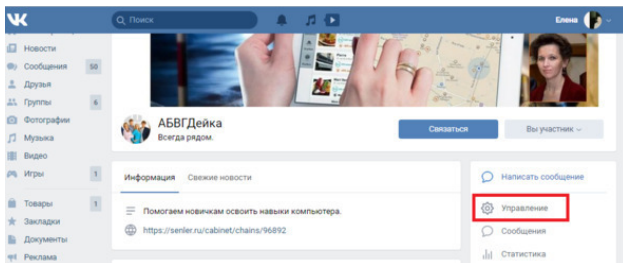 Поиск
Елена
Новости
Сообщения 50
Друзья
Группы 6
Фотографии
Музыка
Видео
Игры 1
Товары 1
Закладки
Документы
Реклама
АБВГДейка
Всегда рядом.
Связаться
Вы участник
Информация Свежие новости
Помогаем новичкам освоить навыки компьютера.
https://senler.ru/cabinet/chains/96892
Написать сообщение
Управление
Сообщения
Статистика